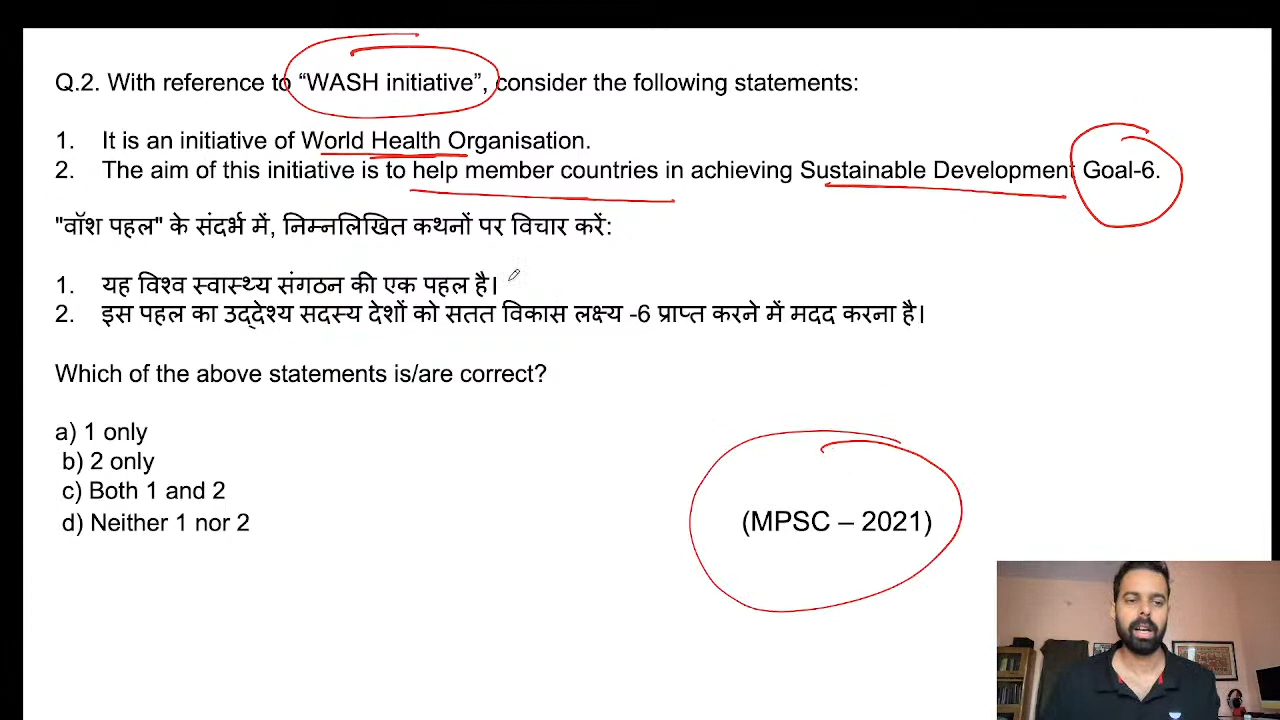 Q.2. With reference to “WASH initiative”, consider the following statements:
1. It is an initiative of World Health Organisation.
2. The aim of this initiative is to help member countries in achieving Sustainable Development Goal-6.
"वॉश पहल" के संदर्भ में, निम्नलिखित कथनों पर विचार करें:
1. यह विश्व स्वास्थ्य संगठन की एक पहल है।
2. इस पहल का उद्देश्य सदस्य देशों को सतत विकास लक्ष्य -6 प्राप्त करने में मदद करना है।
Which of the above statements is/are correct?
a) 1 only
b) 2 only
c) Both 1 and 2
d) Neither 1 nor 2
(MPSC – 2021)